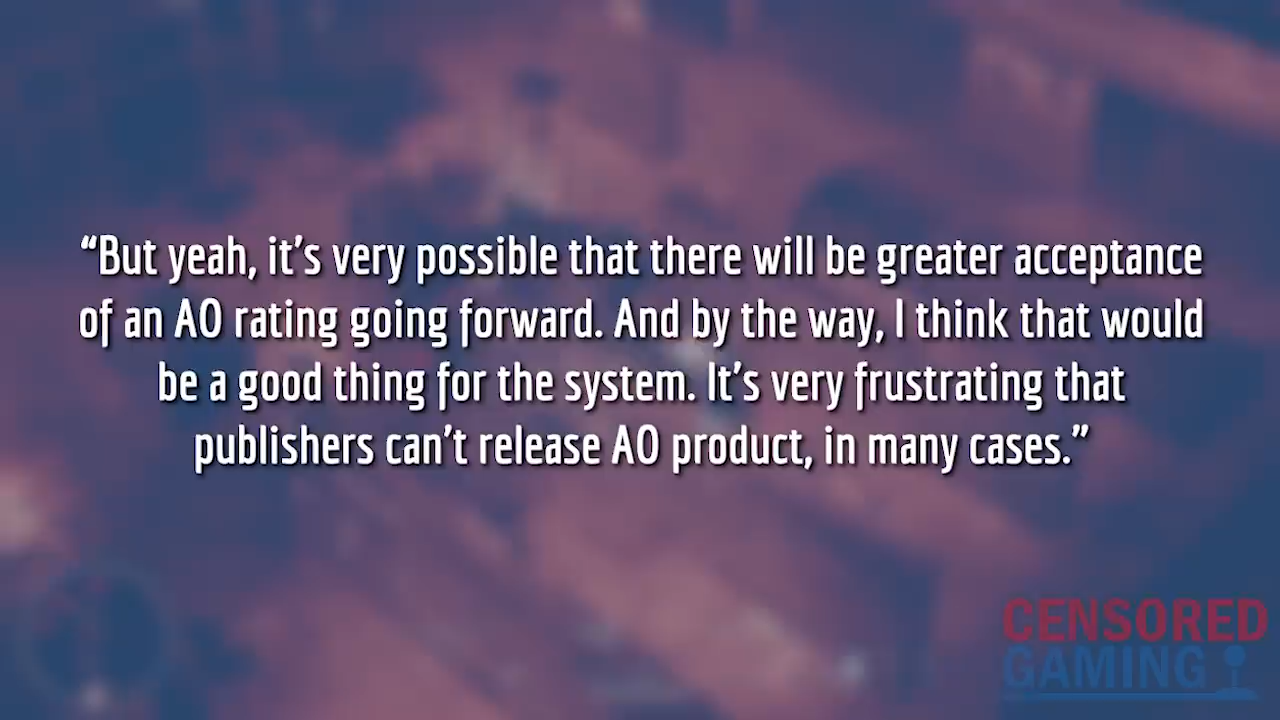 “But yeah, it’s very possible that there will be greater acceptance
of an AO rating going forward. And by the way, I think that would
be a good thing for the system. It’s very frustrating that
publishers can’t release AO product, in many cases.”
CENSORED
GAMING